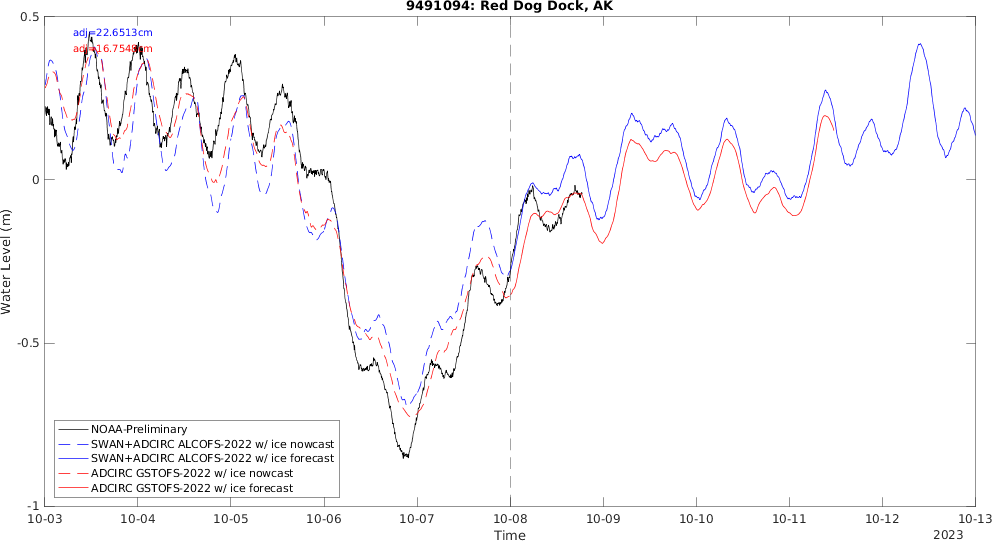 9491094: Red Dog Dock, AK
0.5
adj=22.6513cm
0
-0.5
-1
Water Level (m)
NOAA-Preliminary
SWAN+ADCIRC ALCOFS-2022 w/ ice nowcast
SWAN+ADCIRC ALCOFS-2022 w/ ice forecast
ADCIRC GSTOFS-2022 w/ ice nowcast
ADCIRC GSTOFS-2022 w/ ice forecast
10-03 10-04 10-05 10-06 10-07 10-08 10-09 10-10 10-11 10-12 10-13
Time
2023